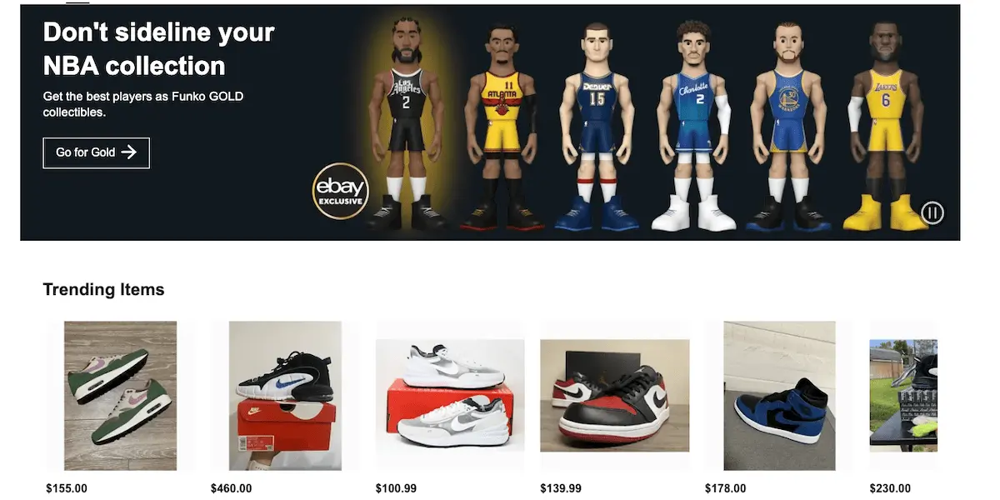 Don't sideline your
NBA collection
Get the best players as Funko GOLD
collectibles.
Go for Gold
ebay
EXCLUSIVE
Los
Angeles
2
11
ATLANTA
Denver
15
Charlotte
2
30
WARRIORS
LAKERS
6
Trending Items
$155.00
$460.00
$100.99
$139.99
$178.00
$230.00